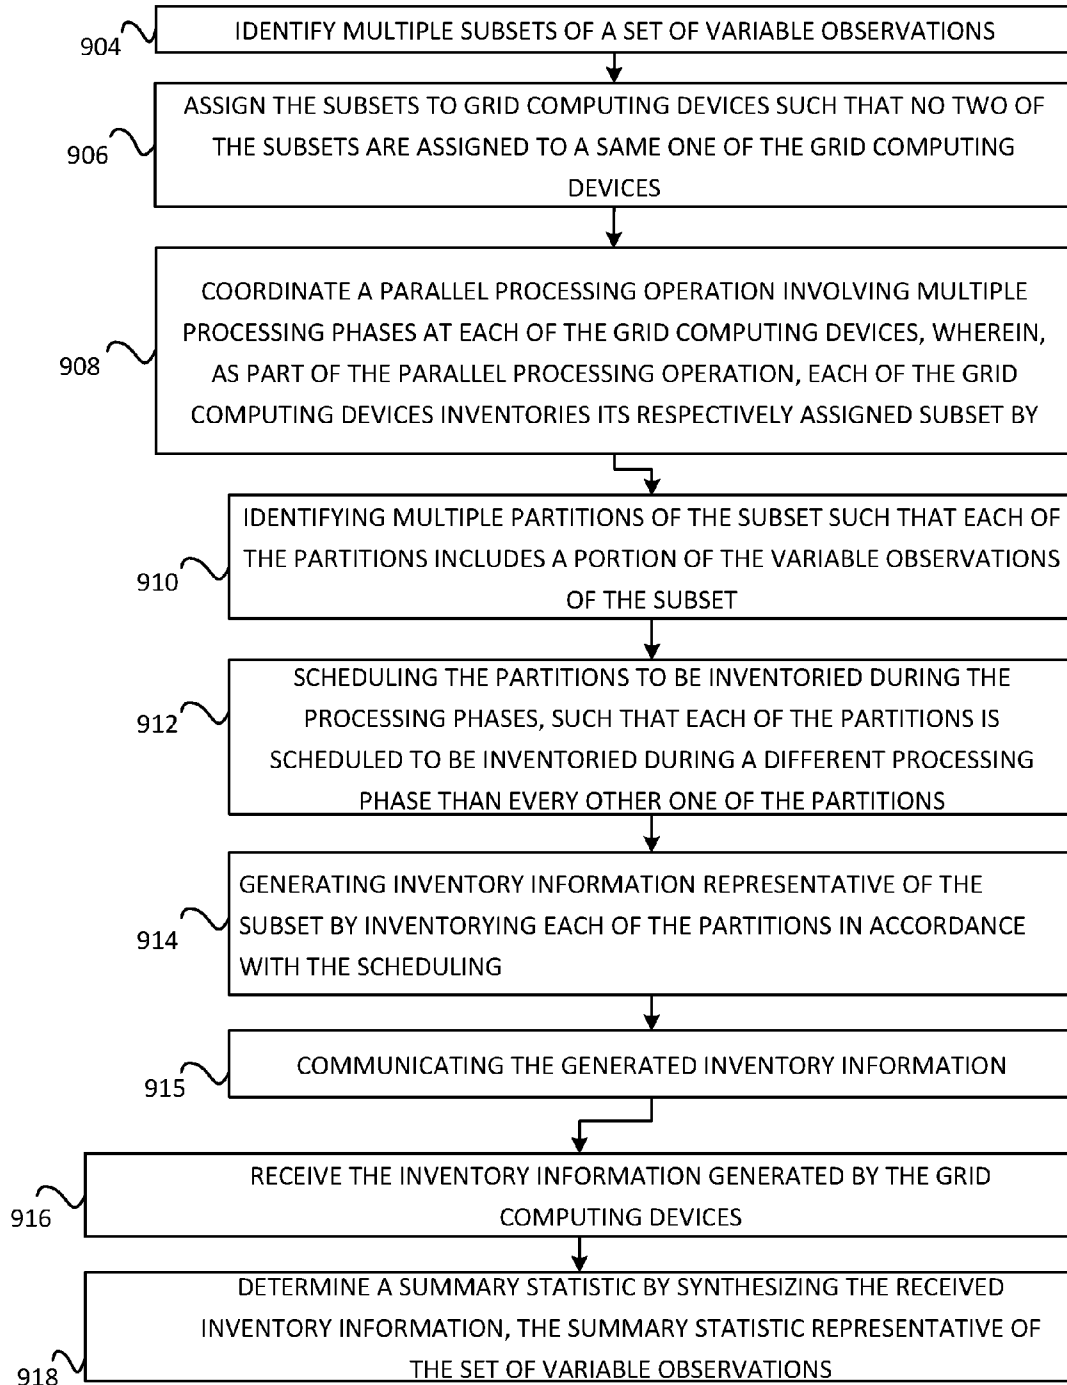 904
IDENTIFY MULTIPLE SUBSETS OF A SET OF VARIABLE OBSERVATIONS
906
ASSIGN THE SUBSETS TO GRID COMPUTING DEVICES SUCH THAT NO TWO OF
THE SUBSETS ARE ASSIGNED TO A SAME ONE OF THE GRID COMPUTING
DEVICES
908
COORDINATE A PARALLEL PROCESSING OPERATION INVOLVING MULTIPLE
PROCESSING PHASES AT EACH OF THE GRID COMPUTING DEVICES, WHEREIN,
AS PART OF THE PARALLEL PROCESSING OPERATION, EACH OF THE GRID
COMPUTING DEVICES INVENTORIES ITS RESPECTIVELY ASSIGNED SUBSET BY
910
IDENTIFYING MULTIPLE PARTITIONS OF THE SUBSET SUCH THAT EACH OF
THE PARTITIONS INCLUDES A PORTION OF THE VARIABLE OBSERVATIONS
OF THE SUBSET
912
SCHEDULING THE PARTITIONS TO BE INVENTORIED DURING THE
PROCESSING PHASES, SUCH THAT EACH OF THE PARTITIONS IS
SCHEDULED TO BE INVENTORIED DURING A DIFFERENT PROCESSING
PHASE THAN EVERY OTHER ONE OF THE PARTITIONS
914
GENERATING INVENTORY INFORMATION REPRESENTATIVE OF THE
SUBSET BY INVENTORYING EACH OF THE PARTITIONS IN ACCORDANCE
WITH THE SCHEDULING
915
COMMUNICATING THE GENERATED INVENTORY INFORMATION
916
RECEIVE THE INVENTORY INFORMATION GENERATED BY THE GRID
COMPUTING DEVICES
918
DETERMINE A SUMMARY STATISTIC BY SYNTHESIZING THE RECEIVED
INVENTORY INFORMATION, THE SUMMARY STATISTIC REPRESENTATIVE OF
THE SET OF VARIABLE OBSERVATIONS